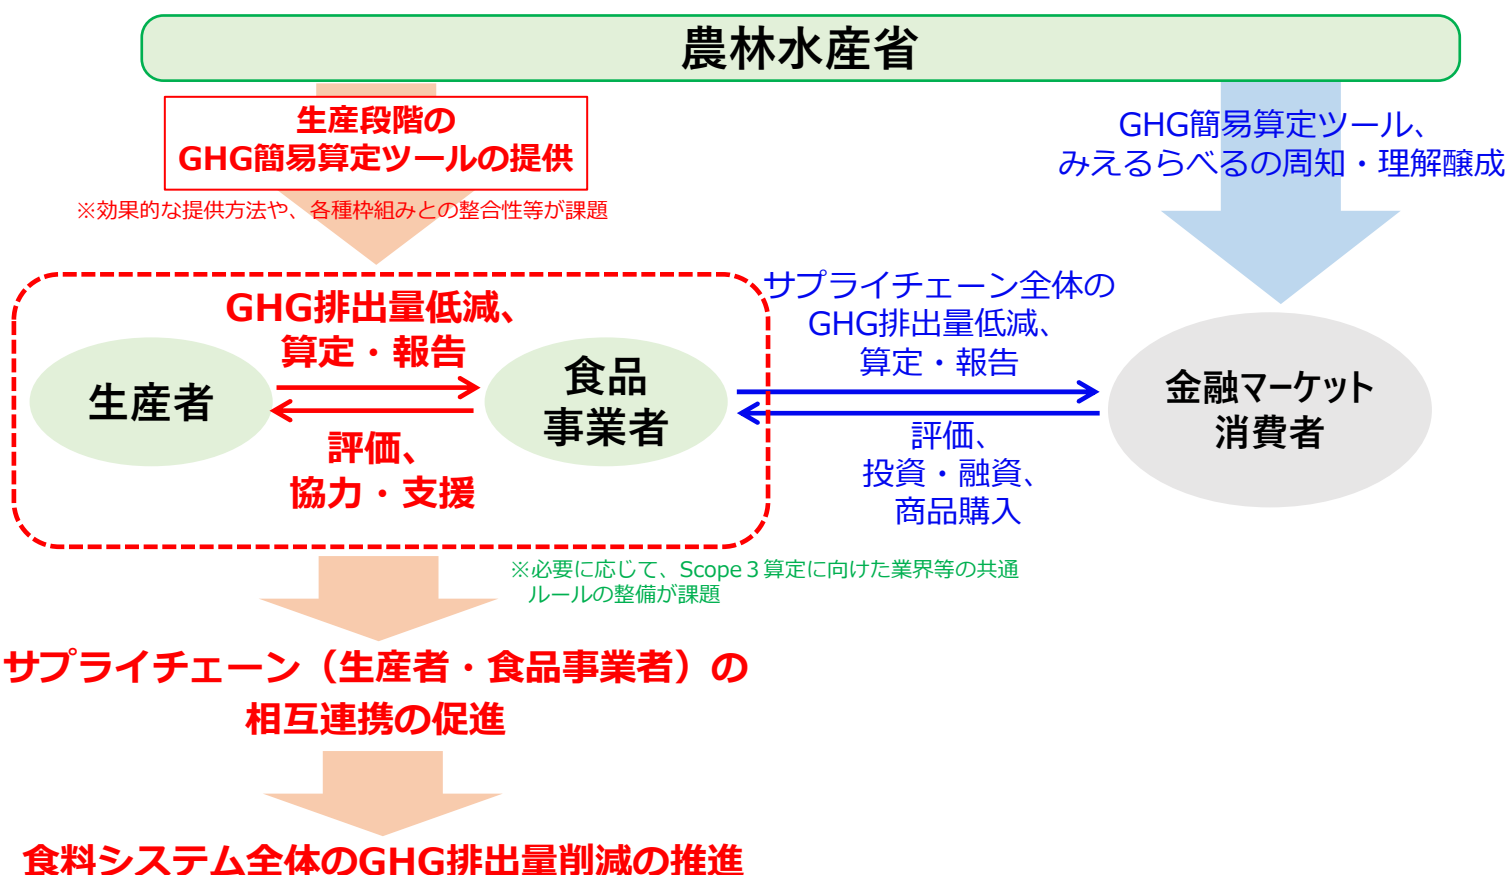 農林水産省
生産段階の
GHG簡易算定ツールの提供
※効果的な提供方法や、各種枠組みとの整合性等が課題
GHG簡易算定ツール、
みえるらべるの周知・理解醸成
GHG排出量低減、
算定・報告
生産者
食品
事業者
評価、
協力・支援
サプライチェーン全体の
GHG排出量低減、
算定・報告
評価、
投資・融資、
商品購入
金融マーケット
消費者
※必要に応じて、Scope３算定に向けた業界等の共通
ルールの整備が課題
サプライチェーン（生産者・食品事業者）の
相互連携の促進
食料システム全体のGHG排出量削減の推進